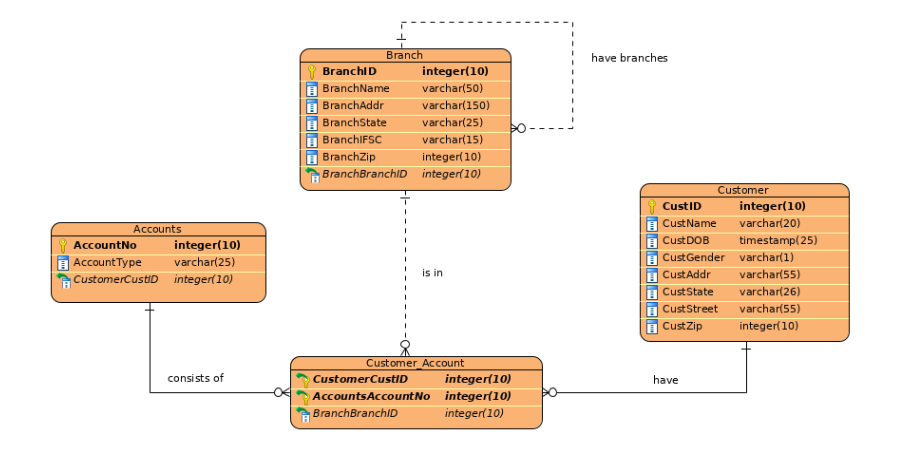 Branch
BranchID integer(10)
BranchName varchar(50)
BranchAddr varchar(150)
BranchState varchar(25)
BranchIFSC varchar(15)
BranchZip integer(10)
BranchBranchID integer(10)
have branches
Customer
CustID integer(10)
CustName varchar(20)
CustDOB timestamp(25)
CustGender varchar(1)
CustAddr varchar(55)
CustState varchar(26)
CustStreet varchar(55)
CustZip integer(10)
Accounts
AccountNo integer(10)
AccountType varchar(25)
CustomerCustID integer(10)
is in
consists of
have
Customer_Account
CustomerCustID integer(10)
AccountsAccountNo integer(10)
BranchBranchID integer(10)